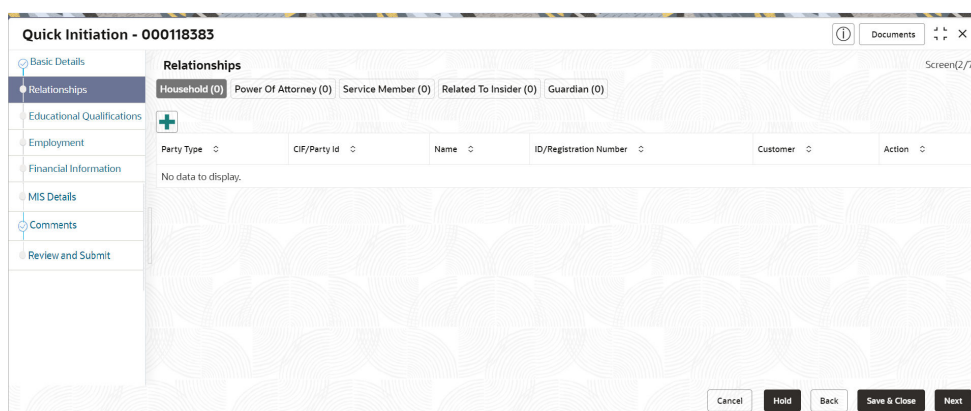 Quick Initiation - 000118383
Documents
Basic Details
Relationships
Educational Qualifications
Employment
Financial Information
MIS Details
Comments
Review and Submit
Relationships
Screen(2/7
Household (0) Power Of Attorney (0) Service Member (0) Related To Insider (0) Guardian (0)
Party Type CIF/Party Id Name ID/Registration Number Customer Action
No data to display.
Cancel Hold Back Save & Close Next